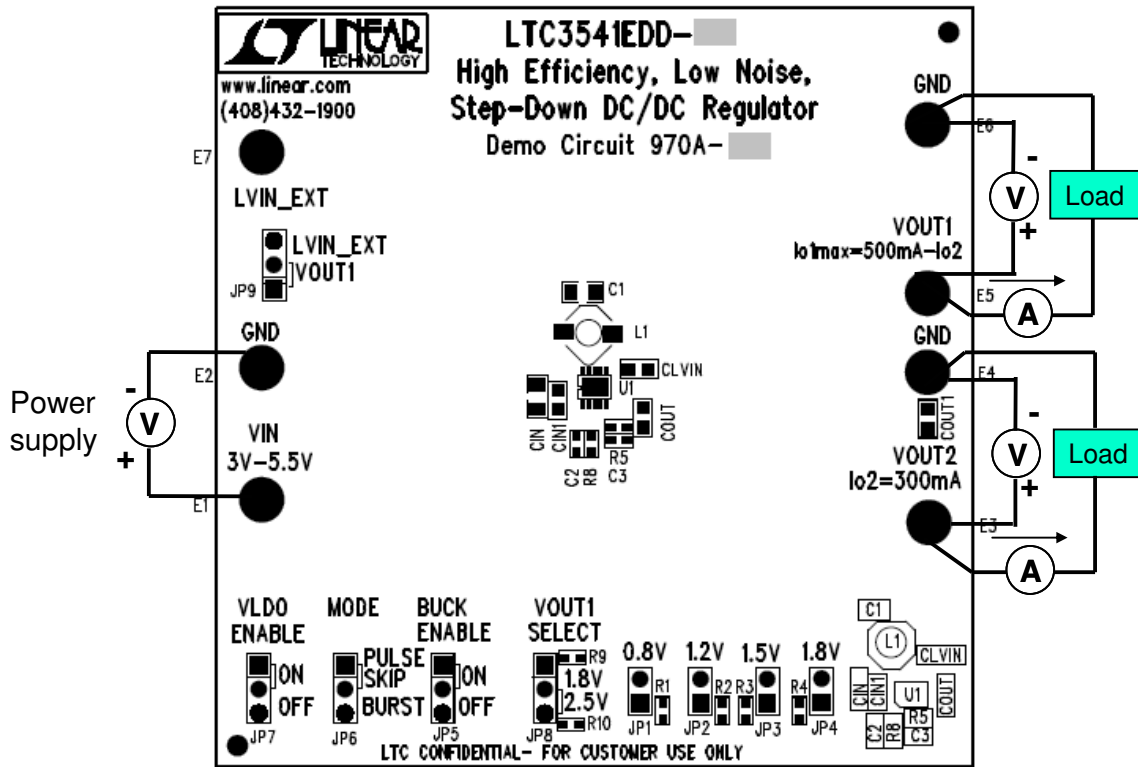 LINEAR
TECHNOLOGY
www.linear.com
(408)432-1900
LTC3541EDD-
High Efficiency, Low Noise,
Step-Down DC/DC Regulator
Demo Circuit 970A-
E7
LVIN_EXT
LVIN_EXT
VOUT1
JP9
GND
E2
Power
supply
-
V
+
VIN
3V-5.5V
E1
GND
E6
-
V
+
Load
VOUT1
Io1max=500mA-Io2
E5
A
GND
E4
COUT1
-
V
+
Load
VOUT2
Io2=300mA
E3
A
C1
L1
CLVIN
U1
CIN
CIN1
COUT
R5
C3
C2
R8
VLDO
ENABLE
ON
OFF
JP7
MODE
PULSE
SKIP
BURST
JP6
BUCK
ENABLE
ON
OFF
JP5
VOUT1
SELECT
R9
1.8V
2.5V
R10
JP8
0.8V
R1
JP1
1.2V
R2
JP2
1.5V
R3
JP3
1.8V
R4
JP4
C1
L1
CLVIN
CIN
CIN1
U1
COUT
C2
R8
R5
C3
LTC CONFIDENTIAL- FOR CUSTOMER USE ONLY